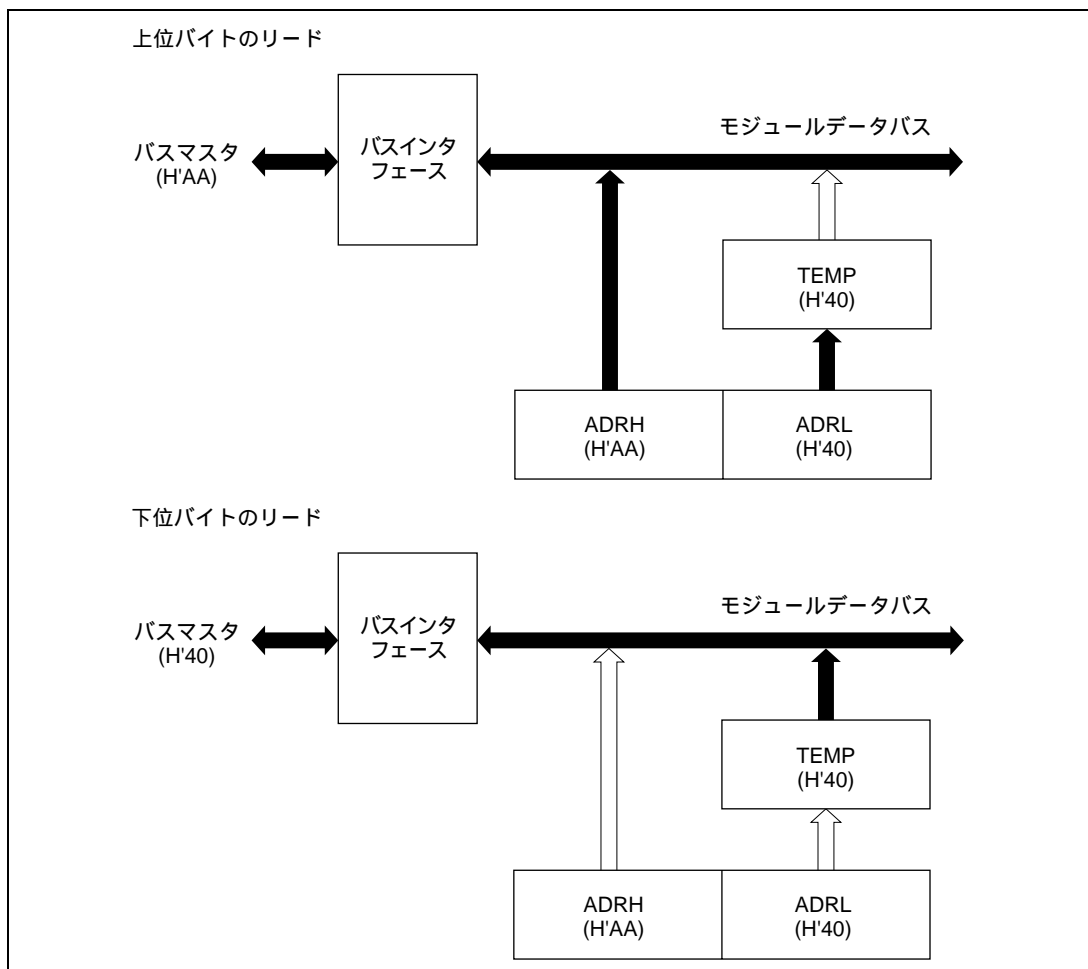 上位バイトのリード
モジュールデータバス
バスマスタ
(H'AA)
バスインタ
フェース
TEMP
(H'40)
ADRH
(H'AA)
ADRL
(H'40)
下位バイトのリード
モジュールデータバス
バスマスタ
(H'40)
バスインタ
フェース
TEMP
(H'40)
ADRH
(H'AA)
ADRL
(H'40)